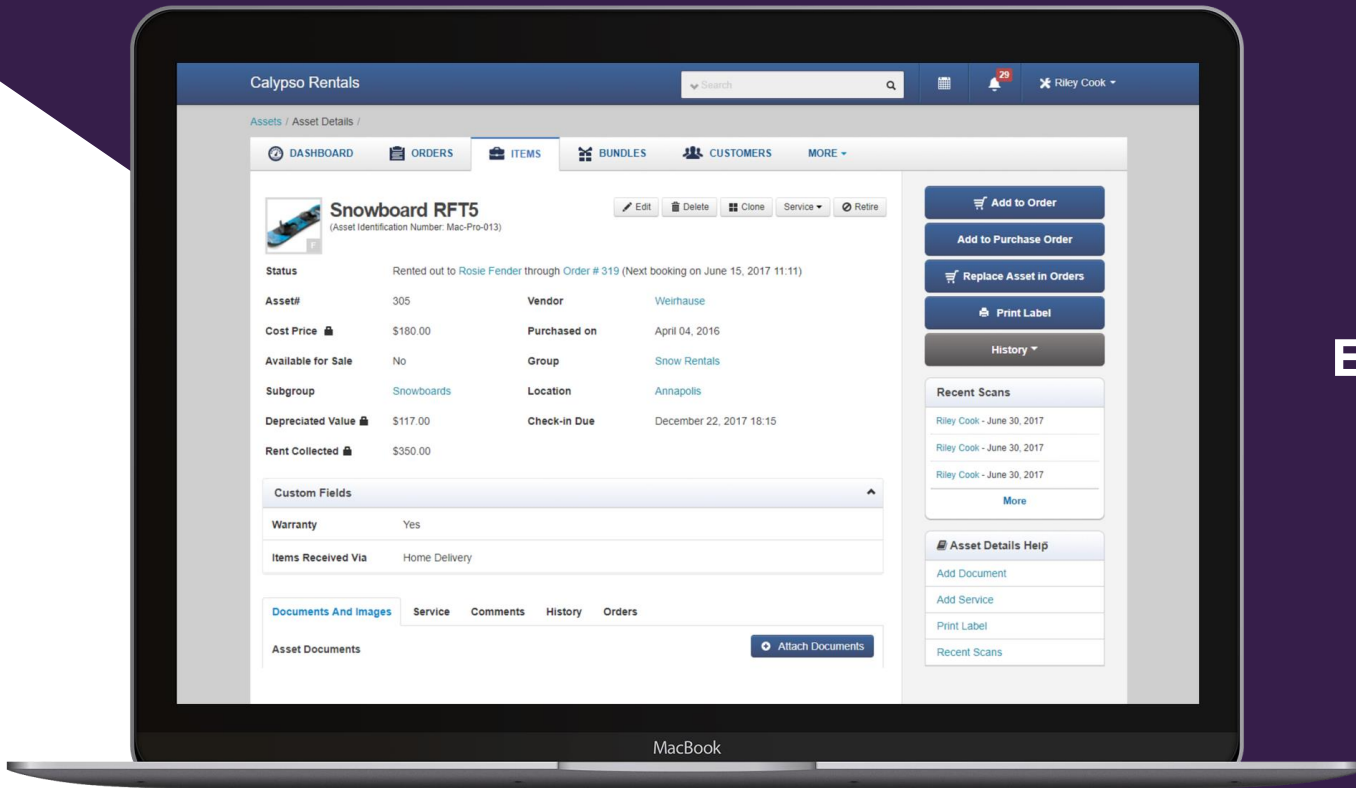 Calypso Rentals Search 29 Riley Cook
Assets / Asset Details /
DASHBOARD ORDERS ITEMS BUNDLES CUSTOMERS MORE
Snowboard RFT5
(Asset Identification Number: Mac-Pro-013)
F
Edit Delete Clone Service Retire
Status Rented out to Rosie Fender through Order # 319 (Next booking on June 15, 2017 11:11)
Asset# 305 Vendor Weirhause
Cost Price $180.00 Purchased on April 04, 2016
Available for Sale No Group Snow Rentals
Subgroup Snowboards Location Annapolis
Depreciated Value $117.00 Check-in Due December 22, 2017 18:15
Rent Collected $350.00
Custom Fields
Warranty Yes
Items Received Via Home Delivery
Documents And Images Service Comments History Orders
Asset Documents Attach Documents
Add to Order
Add to Purchase Order
Replace Asset in Orders
Print Label
History
Recent Scans
Riley Cook - June 30, 2017
Riley Cook - June 30, 2017
Riley Cook - June 30, 2017
More
Asset Details Help
Add Document
Add Service
Print Label
Recent Scans
MacBook
E